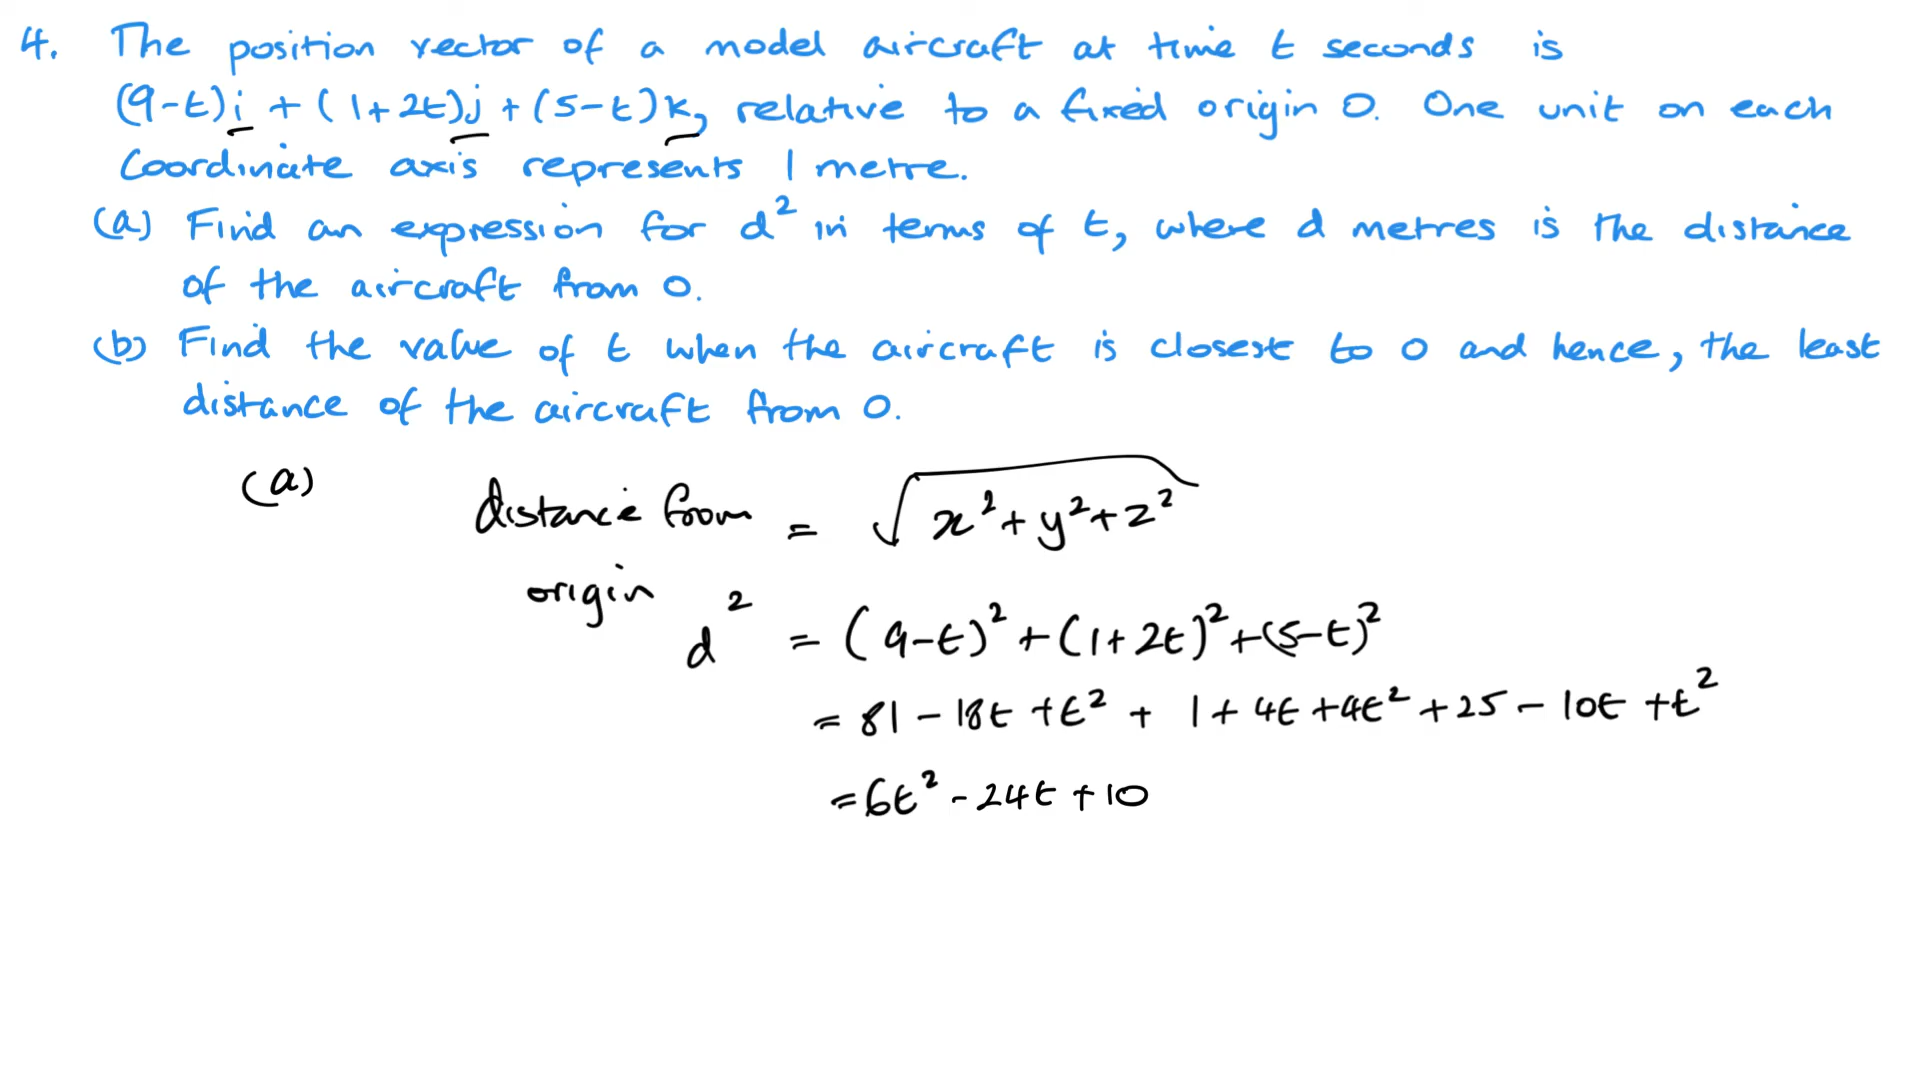 4. The position vector of a model aircraft at time t seconds is
(9-t)i + (1+2t)j + (5-t)k, relative to a fixed origin O. One unit on each
Coordinate axis represents 1 metre.
(a) Find an expression for d² in terms of t, where d metres is the distance
of the aircraft from O.
(b) Find the value of t when the aircraft is closest to O and hence, the least
distance of the aircraft from O.
(a) distance from origin = √(x²+y²+z²)
d² = (9-t)² + (1+2t)² + (5-t)²
= 81 - 18t + t² + 1 + 4t + 4t² + 25 - 10t + t²
= 6t² - 24t + 10